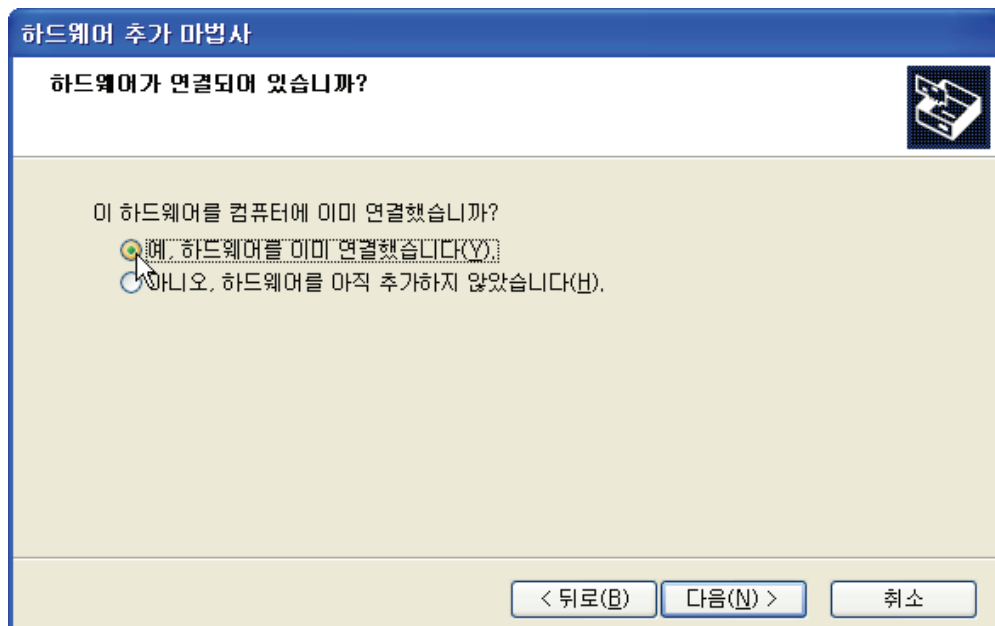 하드웨어 추가 마법사
하드웨어가 연결되어 있습니까?
이 하드웨어를 컴퓨터에 이미 연결했습니까?
예, 하드웨어를 이미 연결했습니다(Y).
아니오, 하드웨어를 아직 추가하지 않았습니다(H).
< 뒤로(B) 다음(N) > 취소